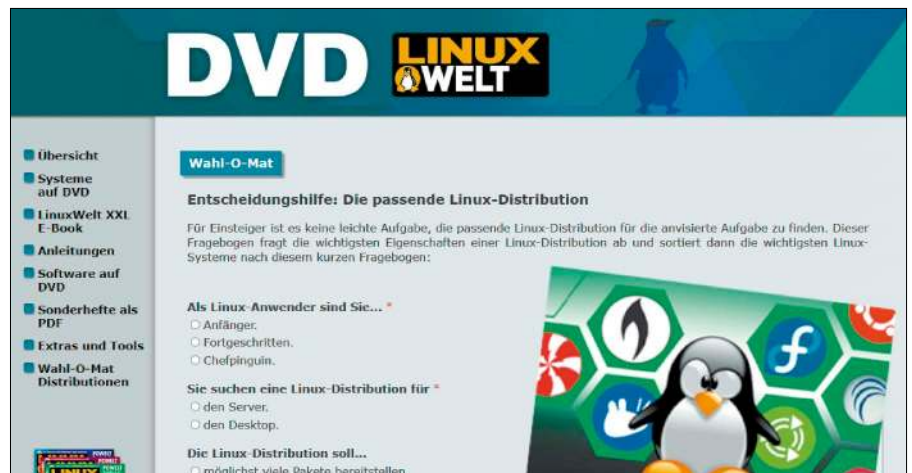 DVD LINUX
WELT
Übersicht
Systeme
auf DVD
LinuxWelt XXL
E-Book
Anleitungen
Software auf
DVD
Sonderhefte als
PDF
Extras und Tools
Wahl-O-Mat
Distributionen
Wahl-O-Mat
Entscheidungshilfe: Die passende Linux-Distribution
Für Einsteiger ist es keine leichte Aufgabe, die passende Linux-Distribution für die anvisierte Aufgabe zu finden. Dieser
Fragebogen fragt die wichtigsten Eigenschaften einer Linux-Distribution ab und sortiert dann die wichtigsten Linux-
Systeme nach diesem kurzen Fragebogen:
Als Linux-Anwender sind Sie... *
Anfänger.
Fortgeschritten.
Chefpinguin.
Sie suchen eine Linux-Distribution für *
den Server.
den Desktop.
Die Linux-Distribution soll...
möglichst viele Pakete bereitstellen
LINUX